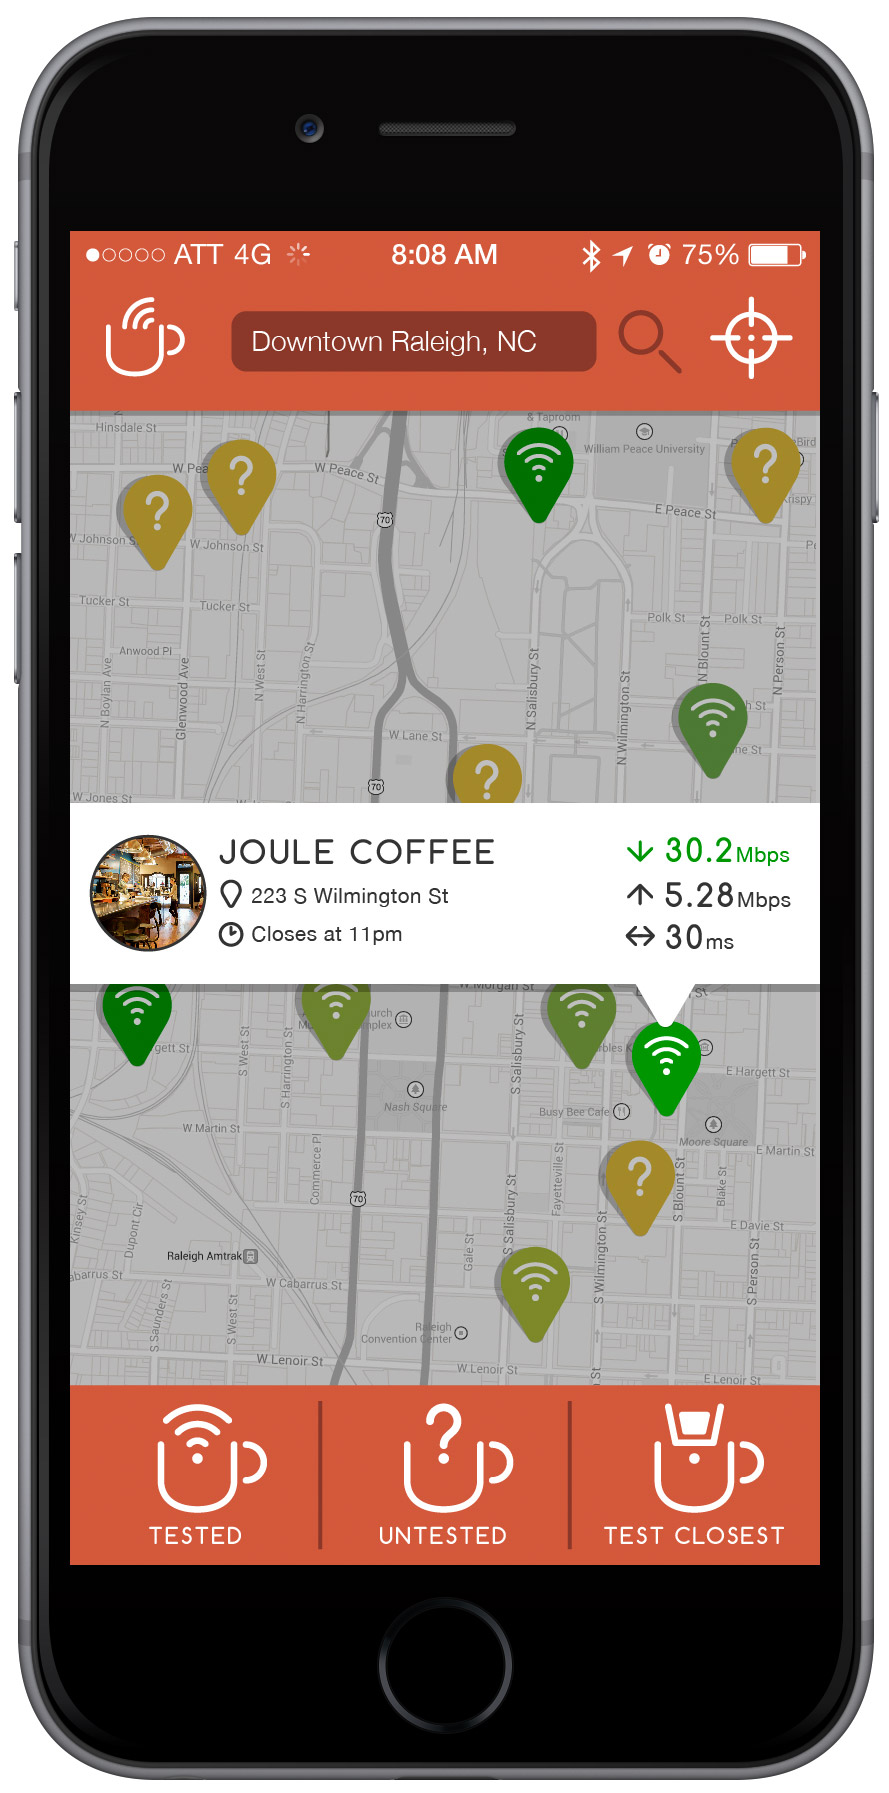 ATT 4G 8:08 AM 75%
Downtown Raleigh, NC
& Taproom
Hinsdale St
William Peace University
W Pea
W Peace St
E Peace St
70
W Johnson S
W Johnson St
Tucker St
Tucker St
Polk St
Polk St
Anwood Pl
N Boylan Ave
Glenwood Ave
N West St
N Harrington St
N Salisbury St
N Wilmington St
N Blount St
N Person St
h St
W Lane St
ne St
70
W Jones St
JOULE COFFEE
223 S Wilmington St
Closes at 11pm
30.2 Mbps
5.28 Mbps
30 ms
W Morgan St
gett St
S West St
S Harrington St
S Salisbury St
E Hargett St
Nash Square
Busy Bee Cafe
Moore Square
W Martin St
E Martin St
Commerce Pl
Fayetteville St
S Blount St
Blake St
Kinsey St
Dupont Cir
70
E Davie St
Raleigh Amtrak
Gale St
S Salisbury St
S Wilmington St
S Person St
abarrus St
W Cabarrus St
S Saunders St
S West St
Raleigh
Convention Center
W Lenoir St
W Lenoir St
E Lenoir St
TESTED
UNTESTED
TEST CLOSEST